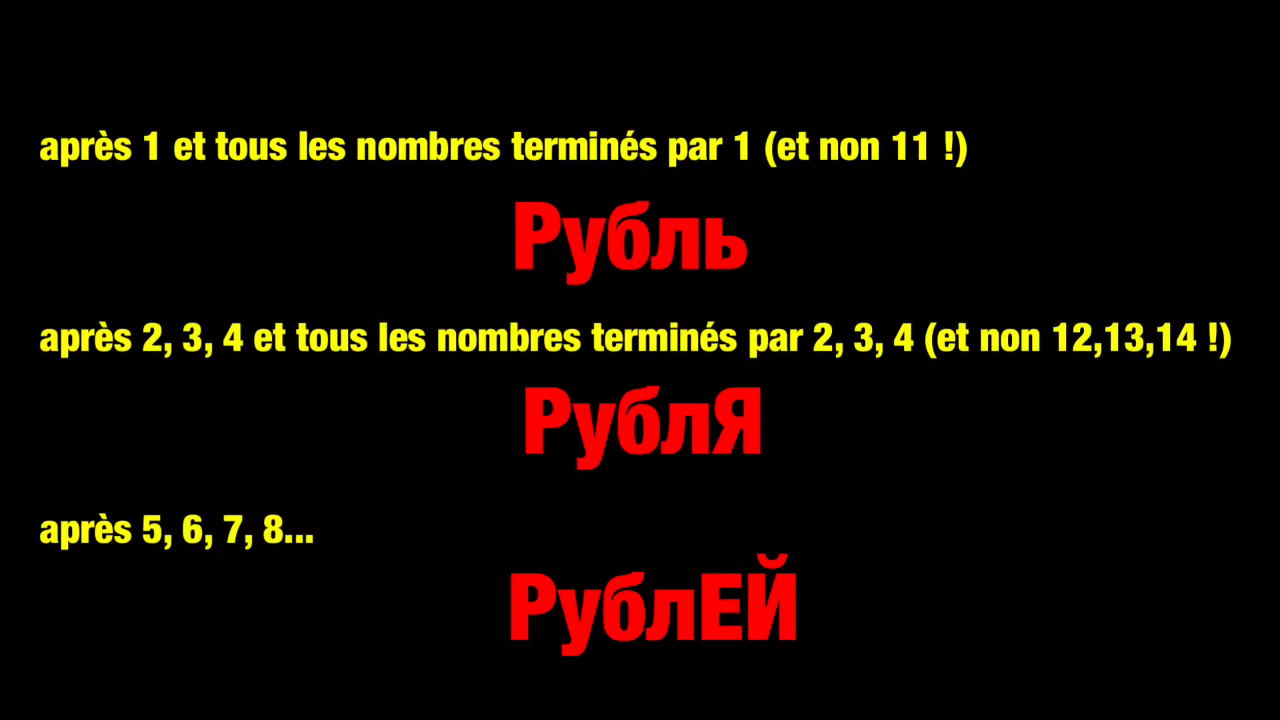 après 1 et tous les nombres terminés par 1 (et non 11 !)
Рубль
après 2, 3, 4 et tous les nombres terminés par 2, 3, 4 (et non 12,13,14 !)
РублЯ
après 5, 6, 7, 8...
РублЕЙ